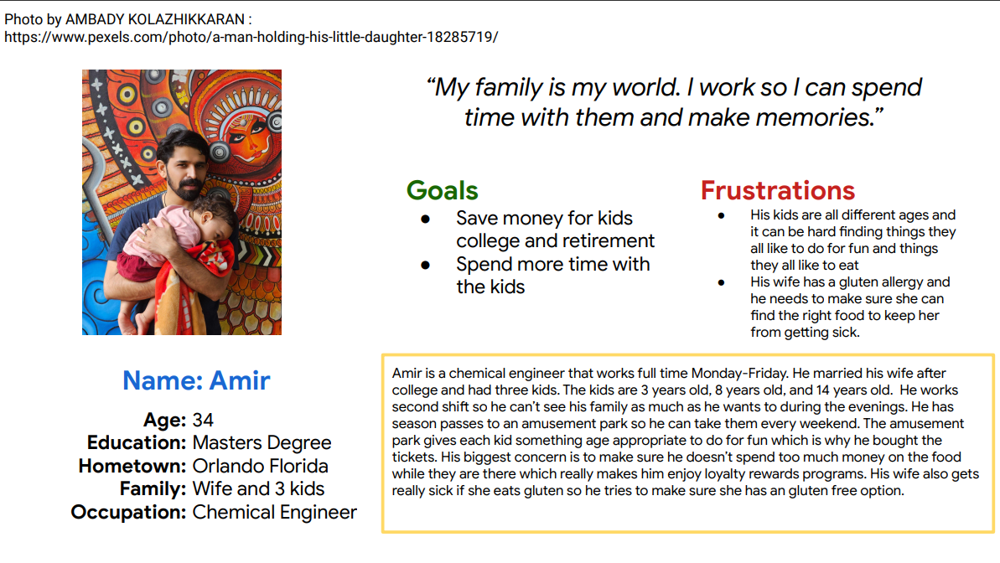 Photo by AMBADY KOLAZHIKKARAN :
https://www.pexels.com/photo/a-man-holding-his-little-daughter-18285719/
“My family is my world. I work so I can spend
time with them and make memories.”
Goals
● Save money for kids
college and retirement
● Spend more time with
the kids
Frustrations
● His kids are all different ages and
it can be hard finding things they
all like to do for fun and things
they all like to eat
● His wife has a gluten allergy and
he needs to make sure she can
find the right food to keep her
from getting sick.
Name: Amir
Age: 34
Education: Masters Degree
Hometown: Orlando Florida
Family: Wife and 3 kids
Occupation: Chemical Engineer
Amir is a chemical engineer that works full time Monday-Friday. He married his wife after
college and had three kids. The kids are 3 years old, 8 years old, and 14 years old.  He works
second shift so he can’t see his family as much as he wants to during the evenings. He has
season passes to an amusement park so he can take them every weekend. The amusement
park gives each kid something age appropriate to do for fun which is why he bought the
tickets. His biggest concern is to make sure he doesn’t spend too much money on the food
while they are there which really makes him enjoy loyalty rewards programs. His wife also gets
really sick if she eats gluten so he tries to make sure she has an gluten free option.